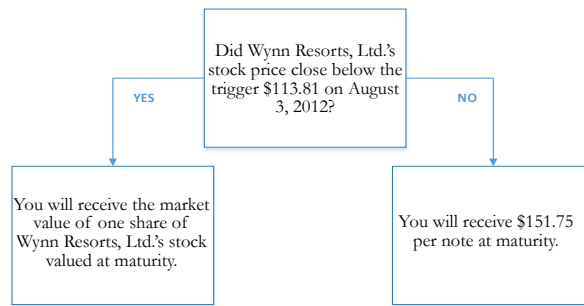 Did Wynn Resorts, Ltd.'s
stock price close below the
trigger $113.81 on August
3, 2012?
YES
NO
You will receive the market
value of one share of
Wynn Resorts, Ltd.'s stock
valued at maturity.
You will receive $151.75
per note at maturity.